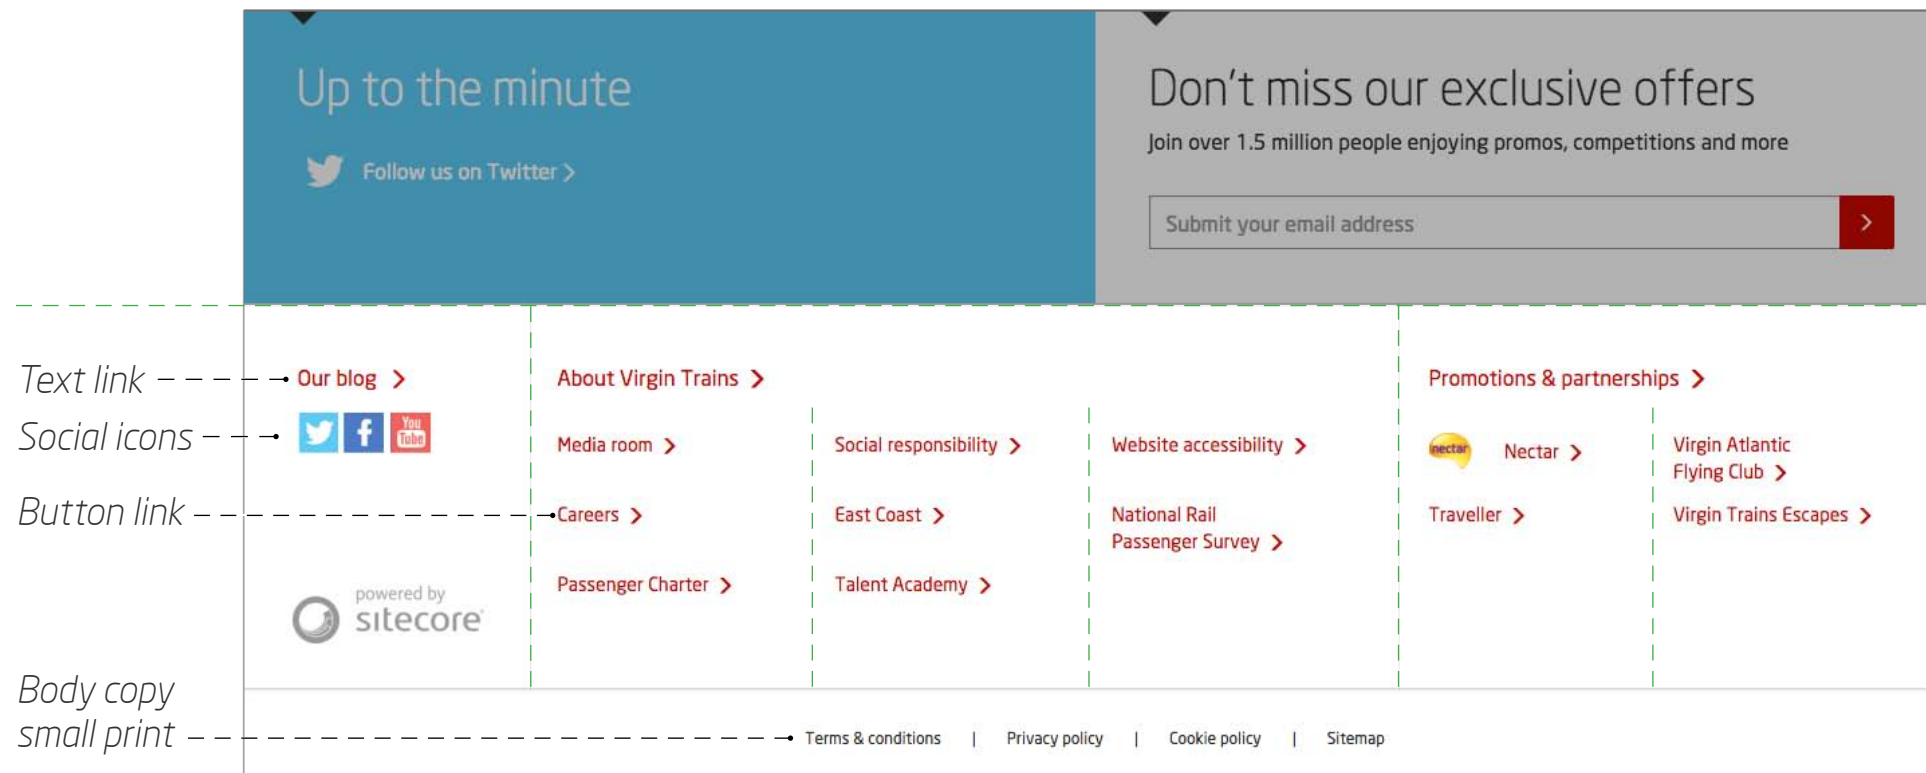 Up to the minute
Follow us on Twitter
Don't miss our exclusive offers
Join over 1.5 million people enjoying promos, competitions and more
Submit your email address
Text link
Social icons
Button link
Body copy
small print
Our blog
You
Tube
powered by
sitecore
About Virgin Trains
Media room
Careers
Passenger Charter
Social responsibility
East Coast
Talent Academy
Website accessibility
National Rail
Passenger Survey
Promotions & partnerships
nectar
Nectar
Traveller
Virgin Atlantic
Flying Club
Virgin Trains Escapes
Terms & conditions | Privacy policy | Cookie policy | Sitemap